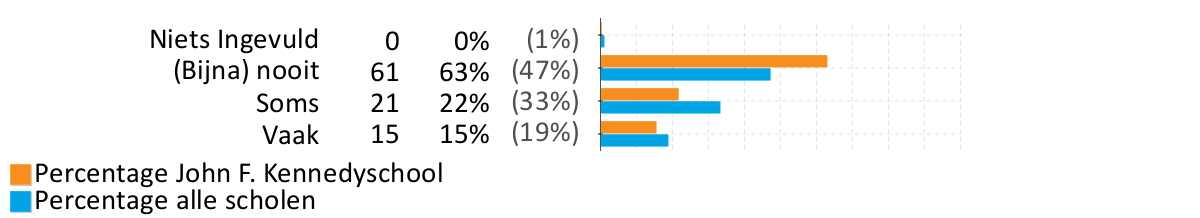 Niets Ingevuld 0 0% (1%)
(Bijna) nooit 61 63% (47%)
Soms 21 22% (33%)
Vaak 15 15% (19%)
Percentage John F. Kennedyschool
Percentage alle scholen